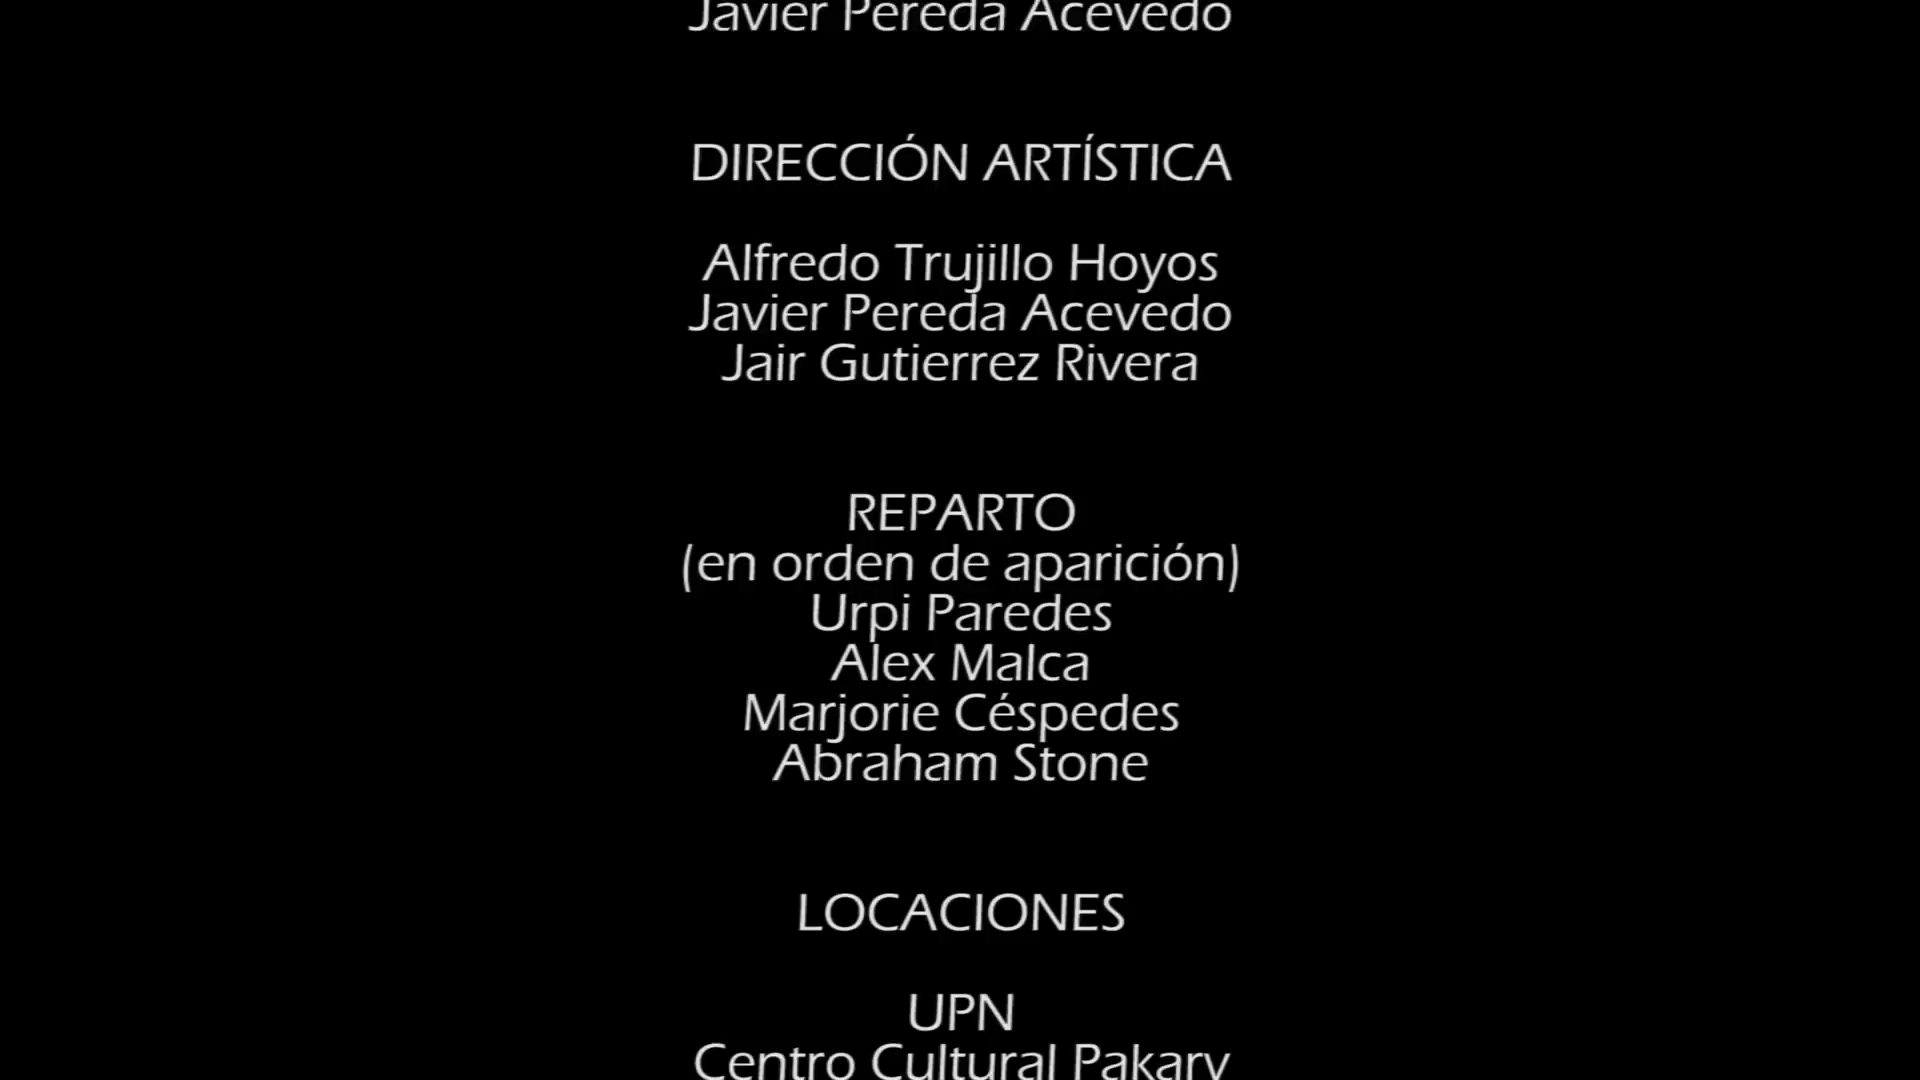 Javier Pereda Acevedo
DIRECCIÓN ARTÍSTICA
Alfredo Trujillo Hoyos
Javier Pereda Acevedo
Jair Gutierrez Rivera
REPARTO
(en orden de aparición)
Urpi Paredes
Alex Malca
Marjorie Céspedes
Abraham Stone
LOCACIONES
UPN
Centro Cultural Pakary